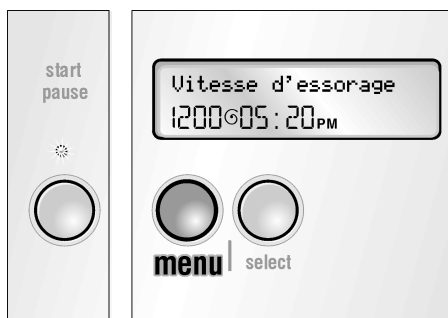 start
pause
Vitesse d'essorage
1200 05:20PM
menu
select